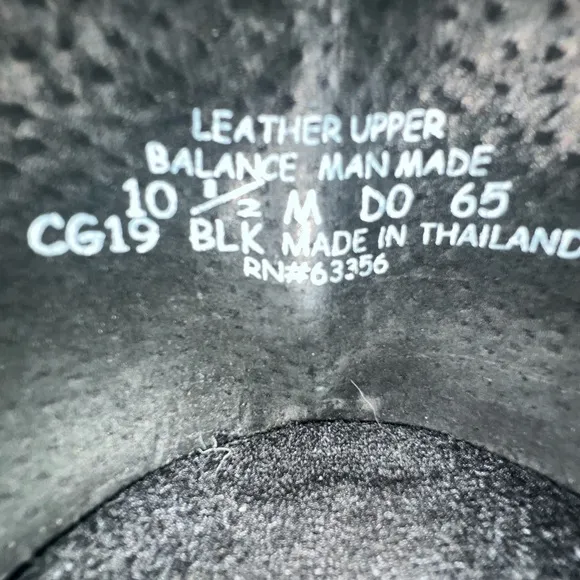 LEATHER UPPER
BALANCE MAN MADE
10 1/2 M DO 65
CG19 BLK MADE IN THAILAND
RN#63356